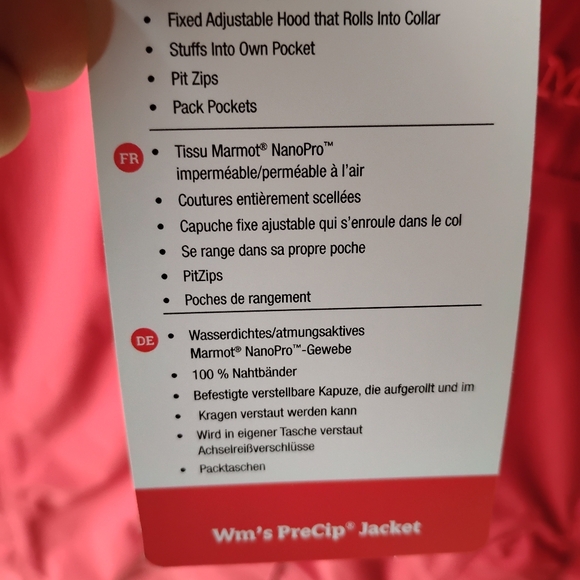 • Fixed Adjustable Hood that Rolls Into Collar
• Stuffs Into Own Pocket
• Pit Zips
• Pack Pockets
FR • Tissu Marmot® NanoPro™
imperméable/perméable à l'air
• Coutures entièrement scellées
• Capuche fixe ajustable qui s'enroule dans le col
• Se range dans sa propre poche
• PitZips
• Poches de rangement
DE • Wasserdichtes/atmungsaktives
Marmot® NanoPro™-Gewebe
• 100 % Nahtbänder
• Befestigte verstellbare Kapuze, die aufgerollt und im
• Kragen verstaut werden kann
• Wird in eigener Tasche verstaut
Achselreißverschlüsse
• Packtaschen
Wm's PreCip® Jacket